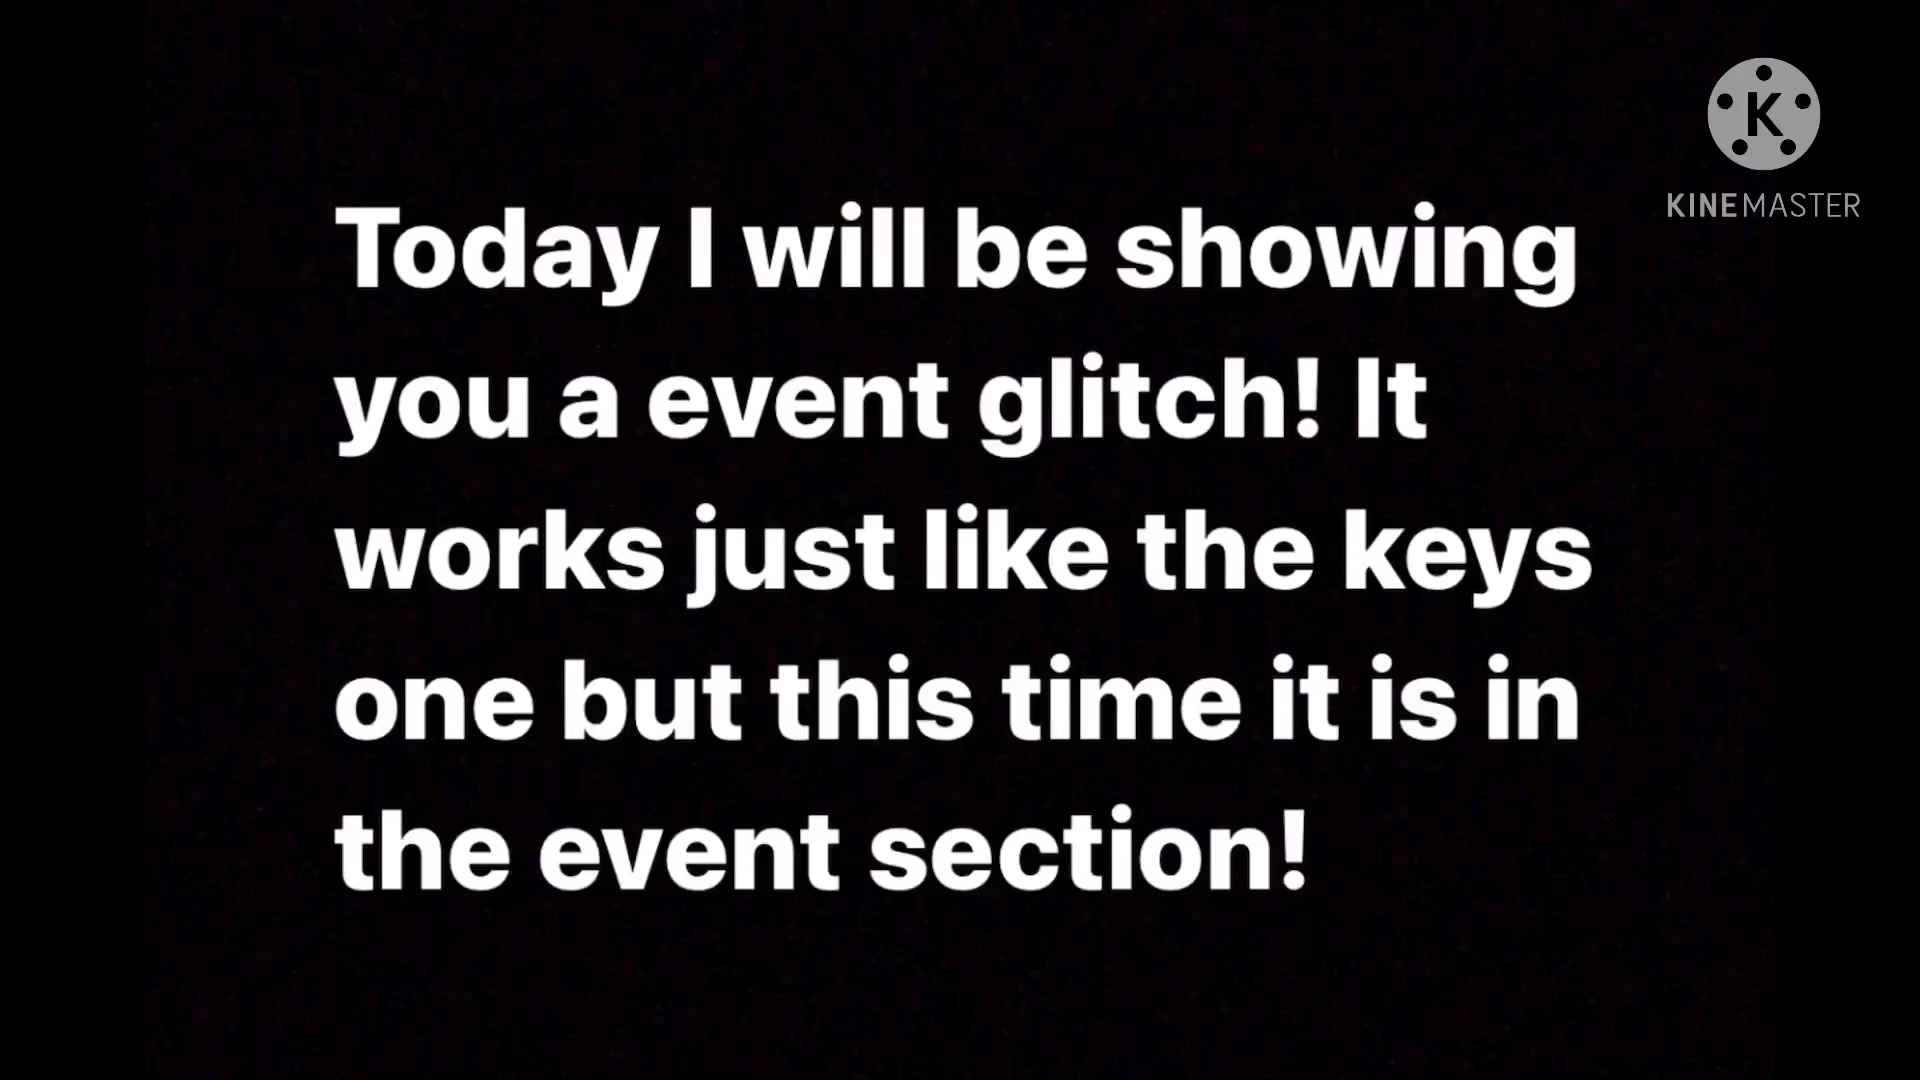 K
KINEMASTER
Today I will be showing
you a event glitch! It
works just like the keys
one but this time it is in
the event section!